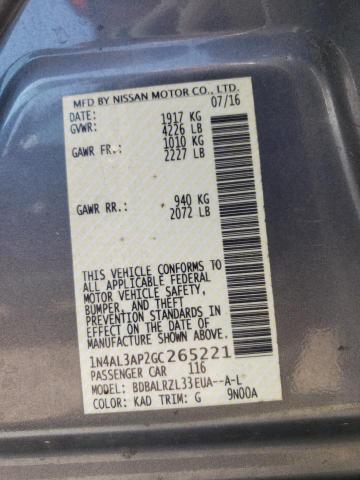 MFD BY NISSAN MOTOR CO., LTD.
DATE: 07/16
GVWR: 1917 KG
4226 LB
GAWR FR.: 1010 KG
2227 LB
GAWR RR.: 940 KG
2072 LB
THIS VEHICLE CONFORMS TO
ALL APPLICABLE FEDERAL
MOTOR VEHICLE SAFETY,
BUMPER, AND THEFT
PREVENTION STANDARDS IN
EFFECT ON THE DATE OF
MANUFACTURE SHOWN ABOVE.
1N4AL3AP2GC265221
PASSENGER CAR 116
MODEL: BDBALRZL33EUA--A-L
COLOR: KAD TRIM: G 9N00A